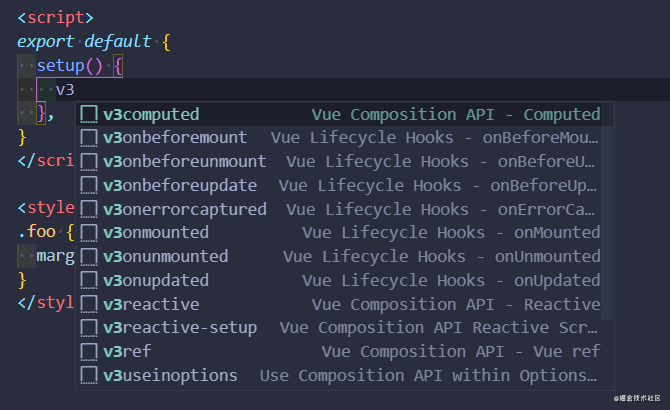 <script>
export default {
setup() {
v3
},
v3computed Vue Composition API - Computed
}
v3onbeforemount Vue Lifecycle Hooks - onBeforeMou…
</scri
v3onbeforeunmount Vue Lifecycle Hooks - onBeforeU…
v3onbeforeupdate Vue Lifecycle Hooks - onBeforeUp…
<style
v3onerrorcaptured Vue Lifecycle Hooks - onErrorCa…
.foo {
v3onmounted Vue Lifecycle Hooks - onMounted
marg
v3onunmounted Vue Lifecycle Hooks - onUnmounted
}
v3onupdated Vue Lifecycle Hooks - onUpdated
</styl
v3reactive Vue Composition API - Reactive
v3reactive-setup Vue Composition API Reactive Scr…
v3ref Vue Composition API - Vue ref
v3useinoptions Use Composition API within Options…
@掘金技术社区